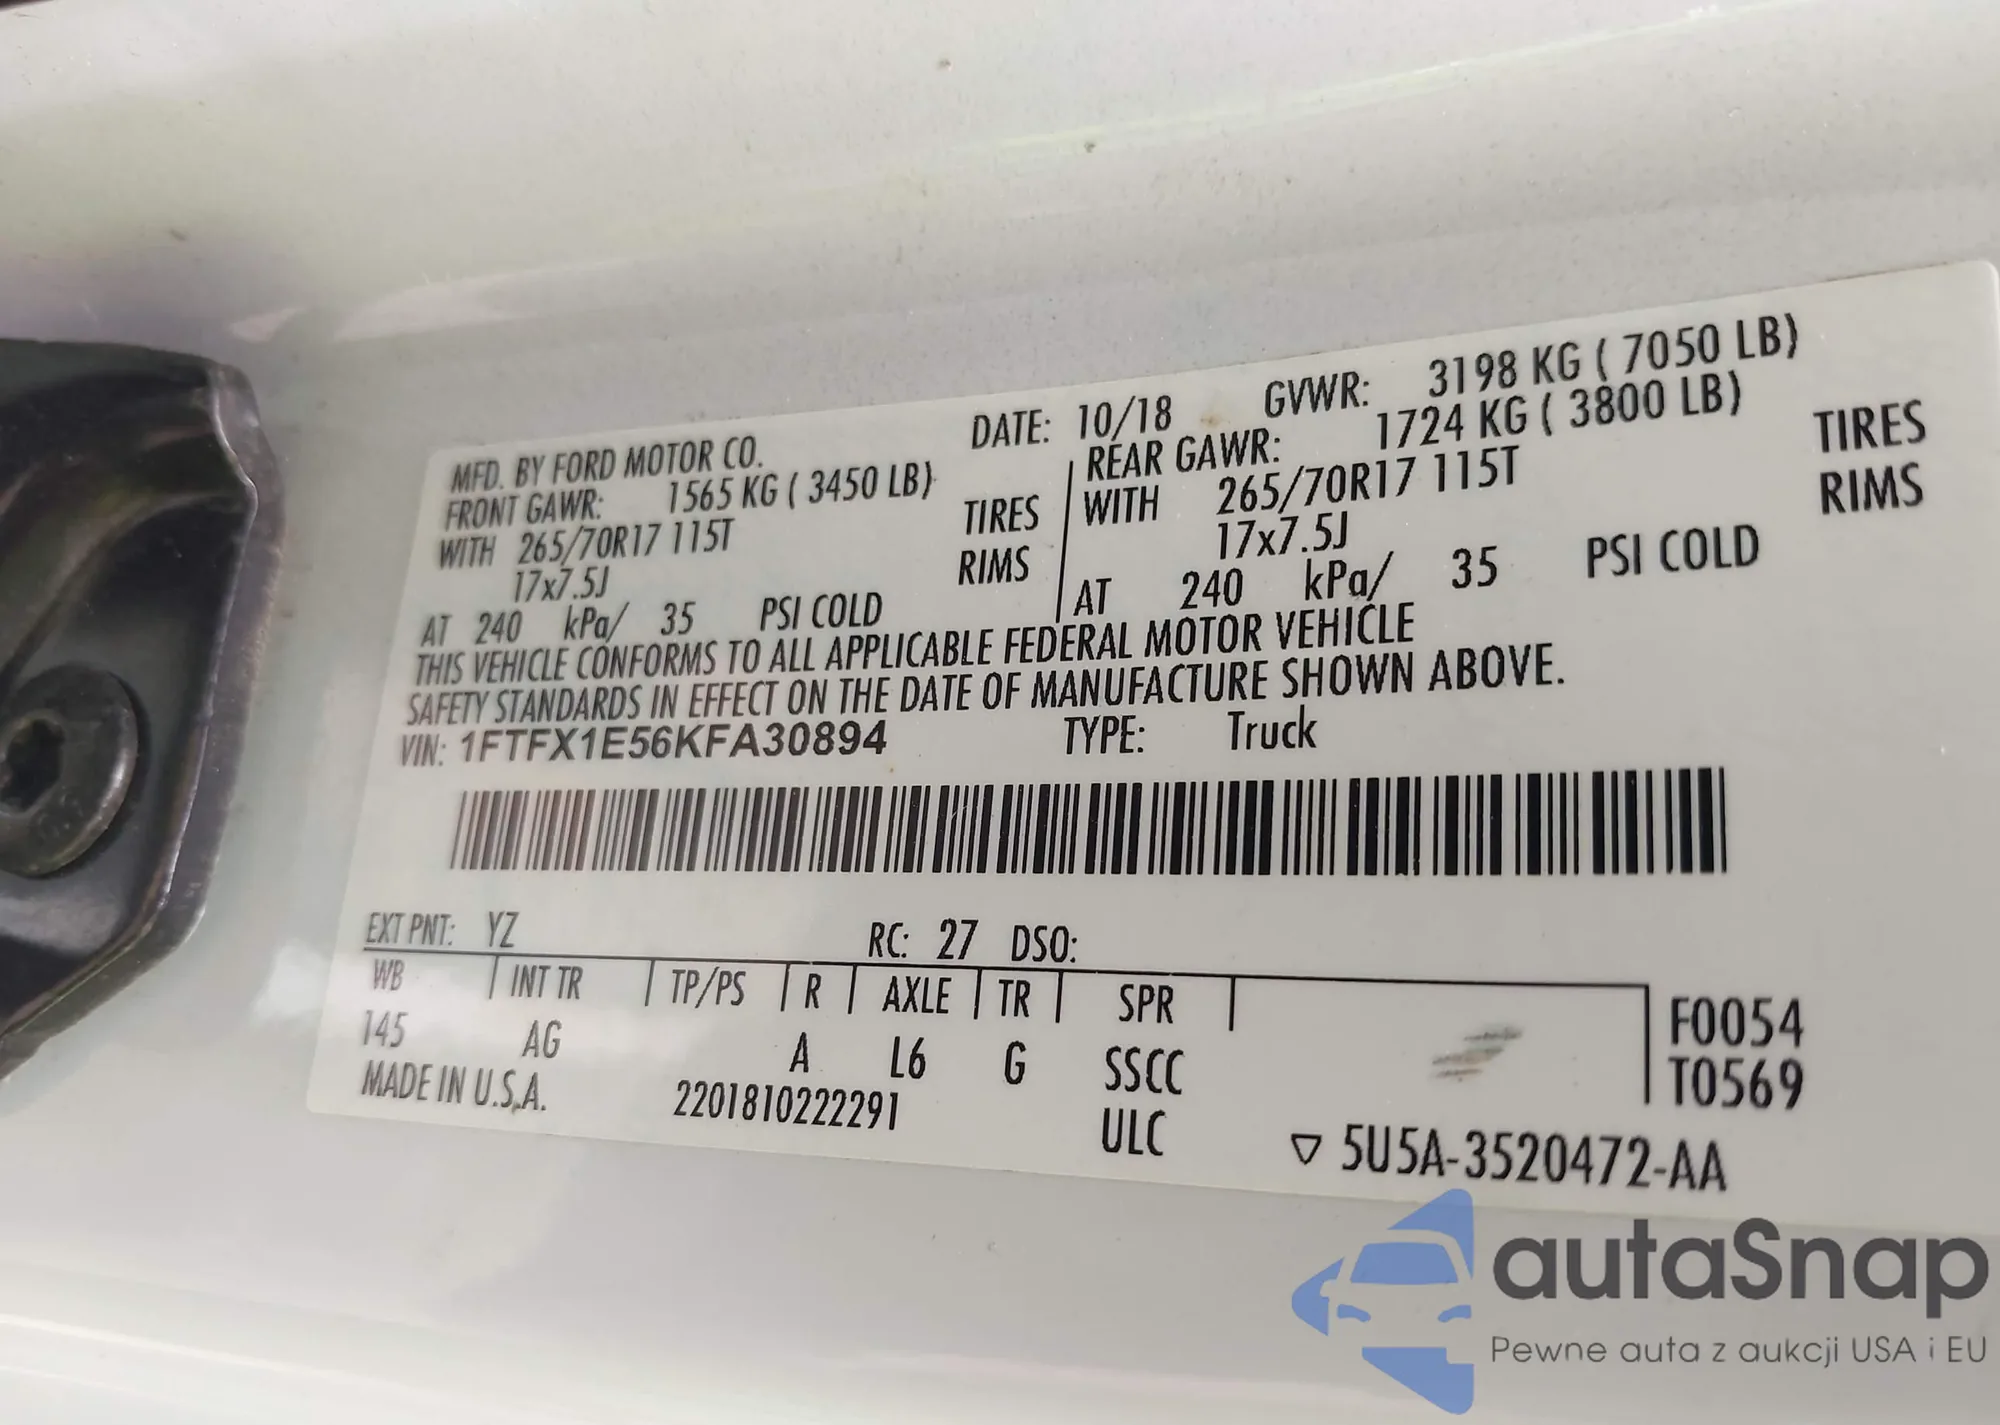 MFD. BY FORD MOTOR CO. DATE: 10/18 GVWR: 3198 KG ( 7050 LB)
FRONT GAWR: 1565 KG ( 3450 LB) REAR GAWR: 1724 KG ( 3800 LB)
WITH 265/70R17 115T TIRES WITH 265/70R17 115T TIRES
17x7.5J RIMS 17x7.5J RIMS
AT 240 kPa/ 35 PSI COLD AT 240 kPa/ 35 PSI COLD
THIS VEHICLE CONFORMS TO ALL APPLICABLE FEDERAL MOTOR VEHICLE
SAFETY STANDARDS IN EFFECT ON THE DATE OF MANUFACTURE SHOWN ABOVE.
VIN: 1FTFX1E56KFA30894 TYPE: Truck
EXT PNT: YZ RC: 27 DSO:
WB INT TR TP/PS R AXLE TR SPR F0054
145 AG A L6 G SSCC T0569
MADE IN U.S.A. 2201810222291 ULC ▽ 5U5A-3520472-AA
autaSnap
Pewne auta z aukcji USA i EU